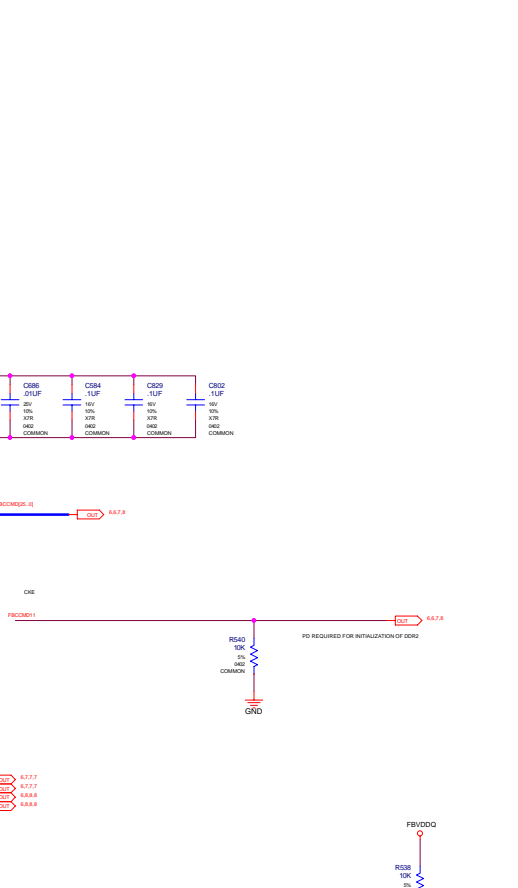 C686
.01UF
25V
10%
X7R
0402
COMMON
C584
.1UF
16V
10%
X7R
0402
COMMON
C829
.1UF
16V
10%
X7R
0402
COMMON
C802
.1UF
16V
10%
X7R
0402
COMMON
BCCMD[25..0]
OUT
6,6,7,8
CKE
FBCCMD11
OUT
6,6,7,8
PD REQUIRED FOR INITIALIZATION OF DDR2
R540
10K
5%
0402
COMMON
GND
OUT 6,7,7,7
OUT 6,7,7,7
OUT 6,8,8,8
OUT 6,8,8,8
FBVDDQ
R538
10K
5%